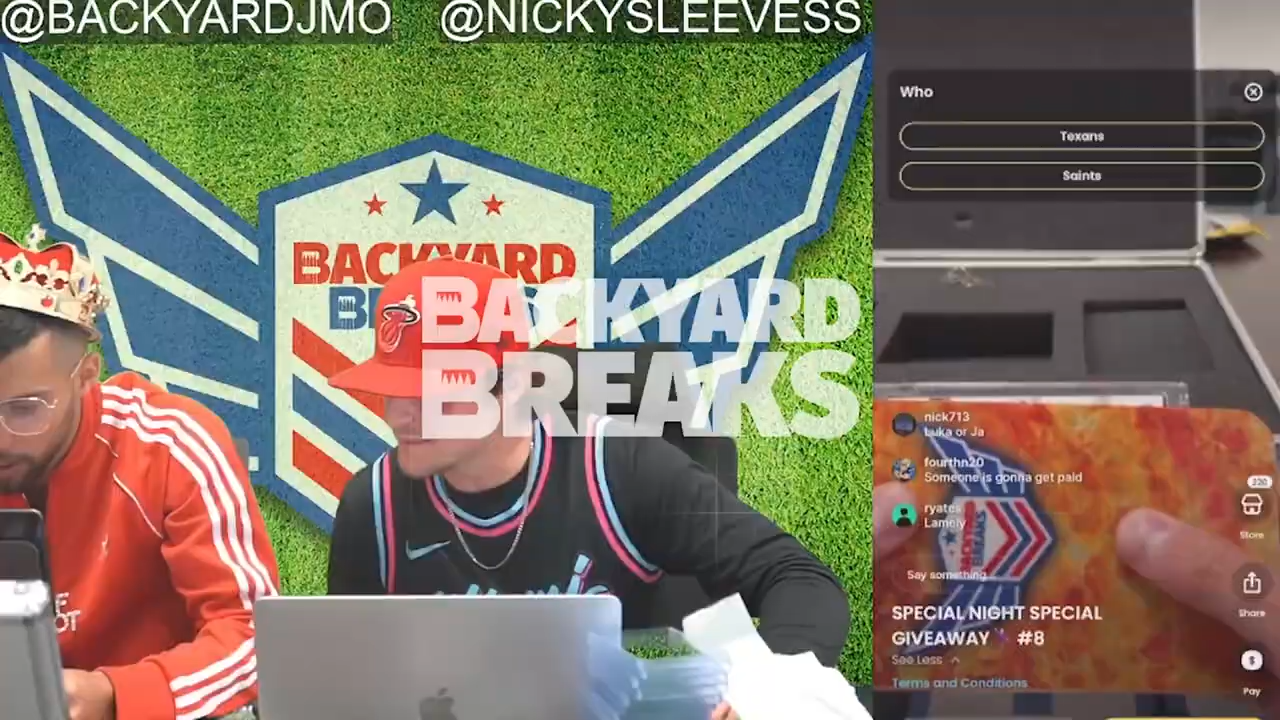 @BACKYARDJMO @NICKYSLEEVESS
BACKYARD
BACKYARD
BREAKS
Who
Texans
Saints
nick713
Luka or Ja
fourthn20
Someone is gonna get paid
ryates
Lamely
Say something
220
Store
SPECIAL NIGHT SPECIAL
GIVEAWAY #8
Share
See Less
Terms and Conditions
$
Pay